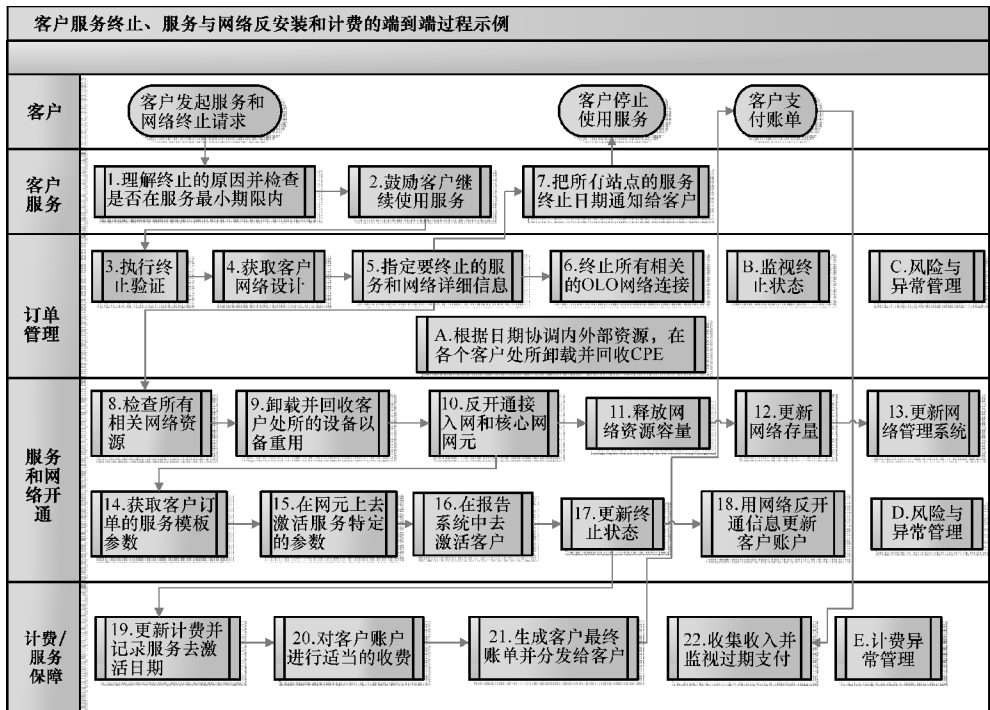 客户服务终止、服务与网络反安装和计费的端到端过程示例
客户
客户发起服务和
网络终止请求
客户停止
使用服务
客户支
付账单
客户
服务
1.理解终止的原因并检查
是否在服务最小期限内
2.鼓励客户继
续使用服务
7.把所有站点的服务
终止日期通知给客户
订单
管理
3.执行终
止验证
4.获取客户
网络设计
5.指定要终止的服
务和网络详细信息
6.终止所有相关
的OLO网络连接
B.监视终
止状态
C.风险与
异常管理
A.根据日期协调内外部资源，在
各个客户处所卸载并回收CPE
服务
和网
络开
通
8.检查所有
相关网络资
源
9.卸载并回收客
户处所的设备以
备重用
10.反开通接
入网和核心网
网元
11.释放网
络资源容量
12.更新
网络存量
13.更新网
络管理系统
14.获取客户订
单的服务模板
参数
15.在网元上去
激活服务特定
的参数
16.在报告
系统中去
激活客户
17.更新终
止状态
18.用网络反开
通信息更新
客户账户
D.风险与
异常管理
计费/
服务
保障
19.更新计费并
记录服务去激
活日期
20.对客户账户
进行适当的收费
21.生成客户最终
账单并分发给客户
22.收集收入并
监视过期支付
E.计费异
常管理